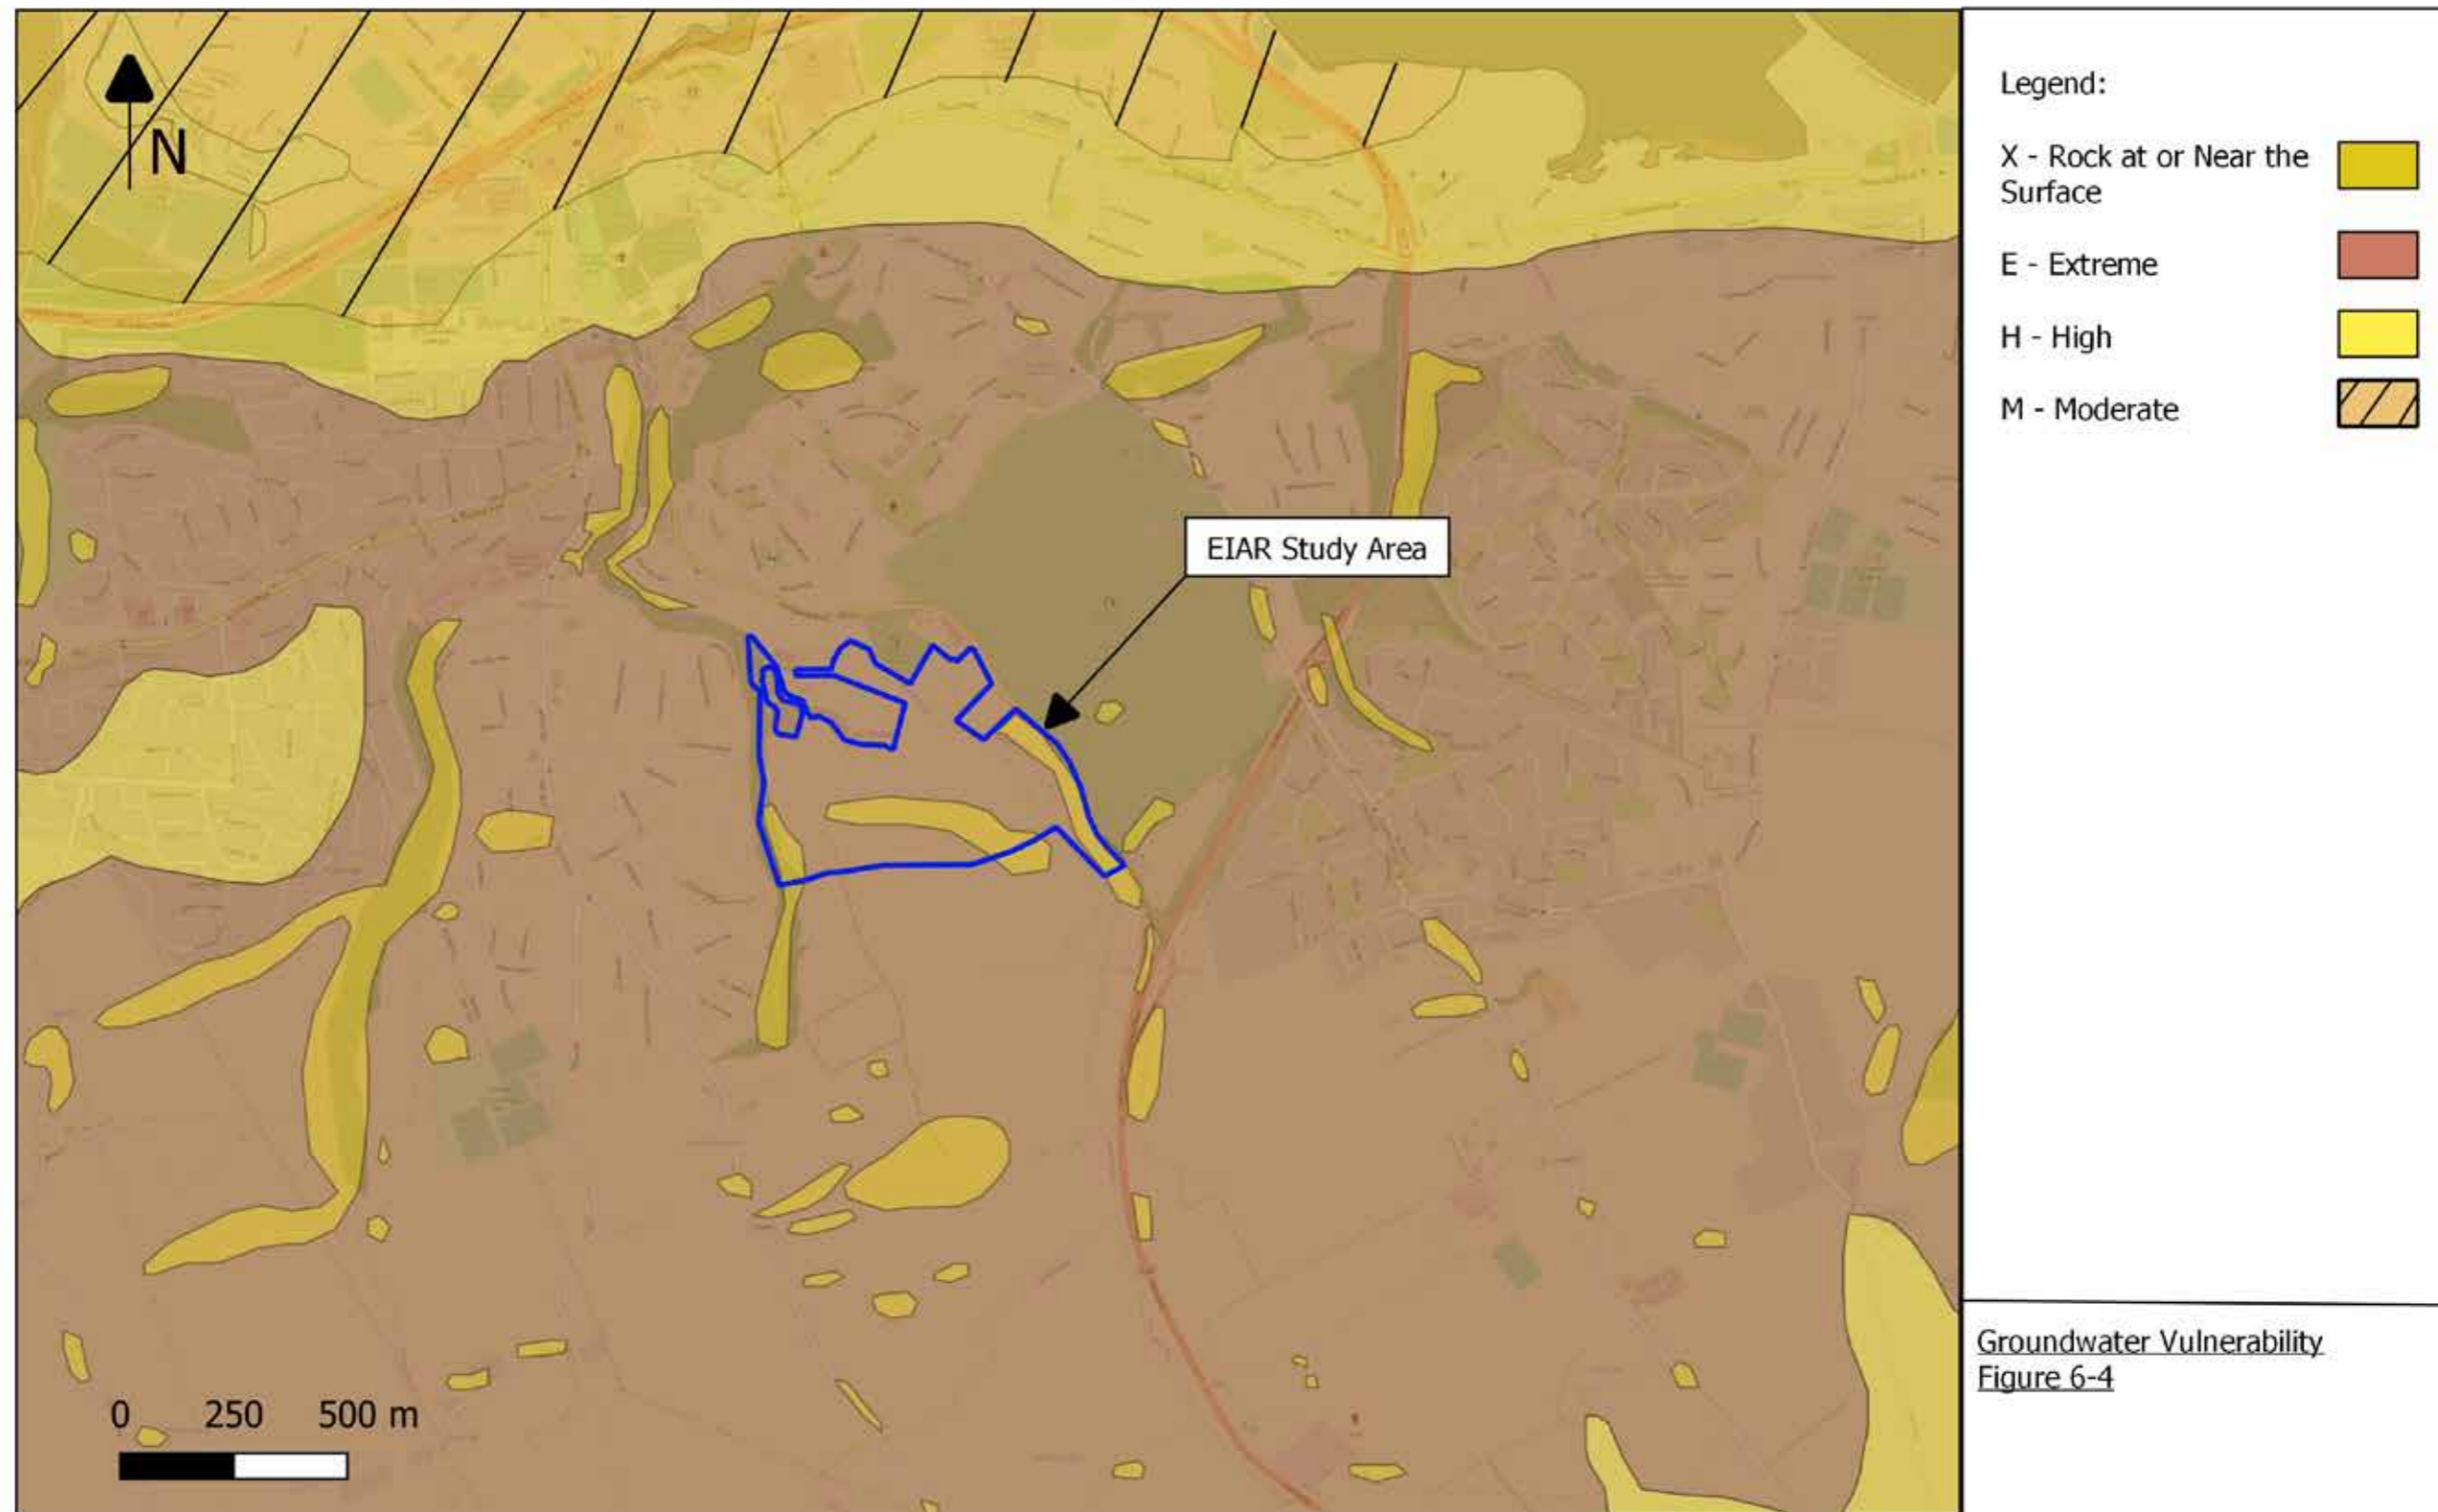 N
EIAR Study Area
0 250 500 m
Legend:
X - Rock at or Near the
Surface
E - Extreme
H - High
M - Moderate
Groundwater Vulnerability
Figure 6-4